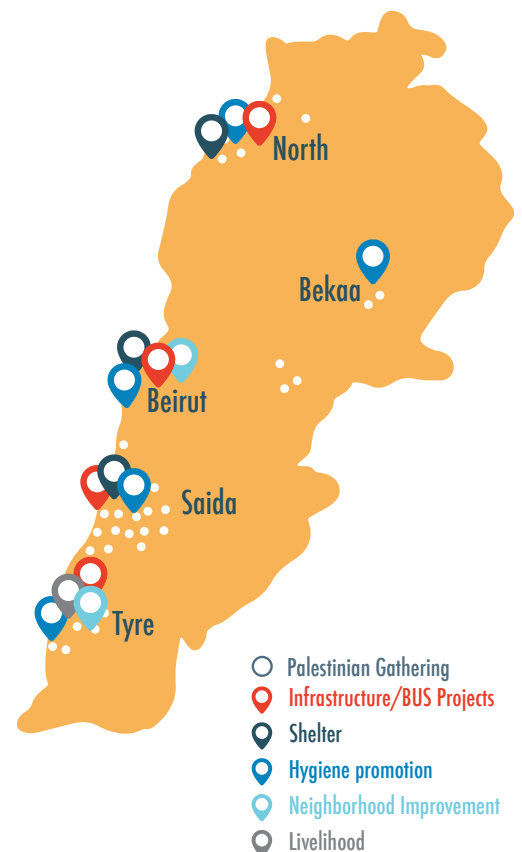 North
Bekaa
Beirut
Saida
Tyre
Palestinian Gathering
Infrastructure/BUS Projects
Shelter
Hygiene promotion
Neighborhood Improvement
Livelihood